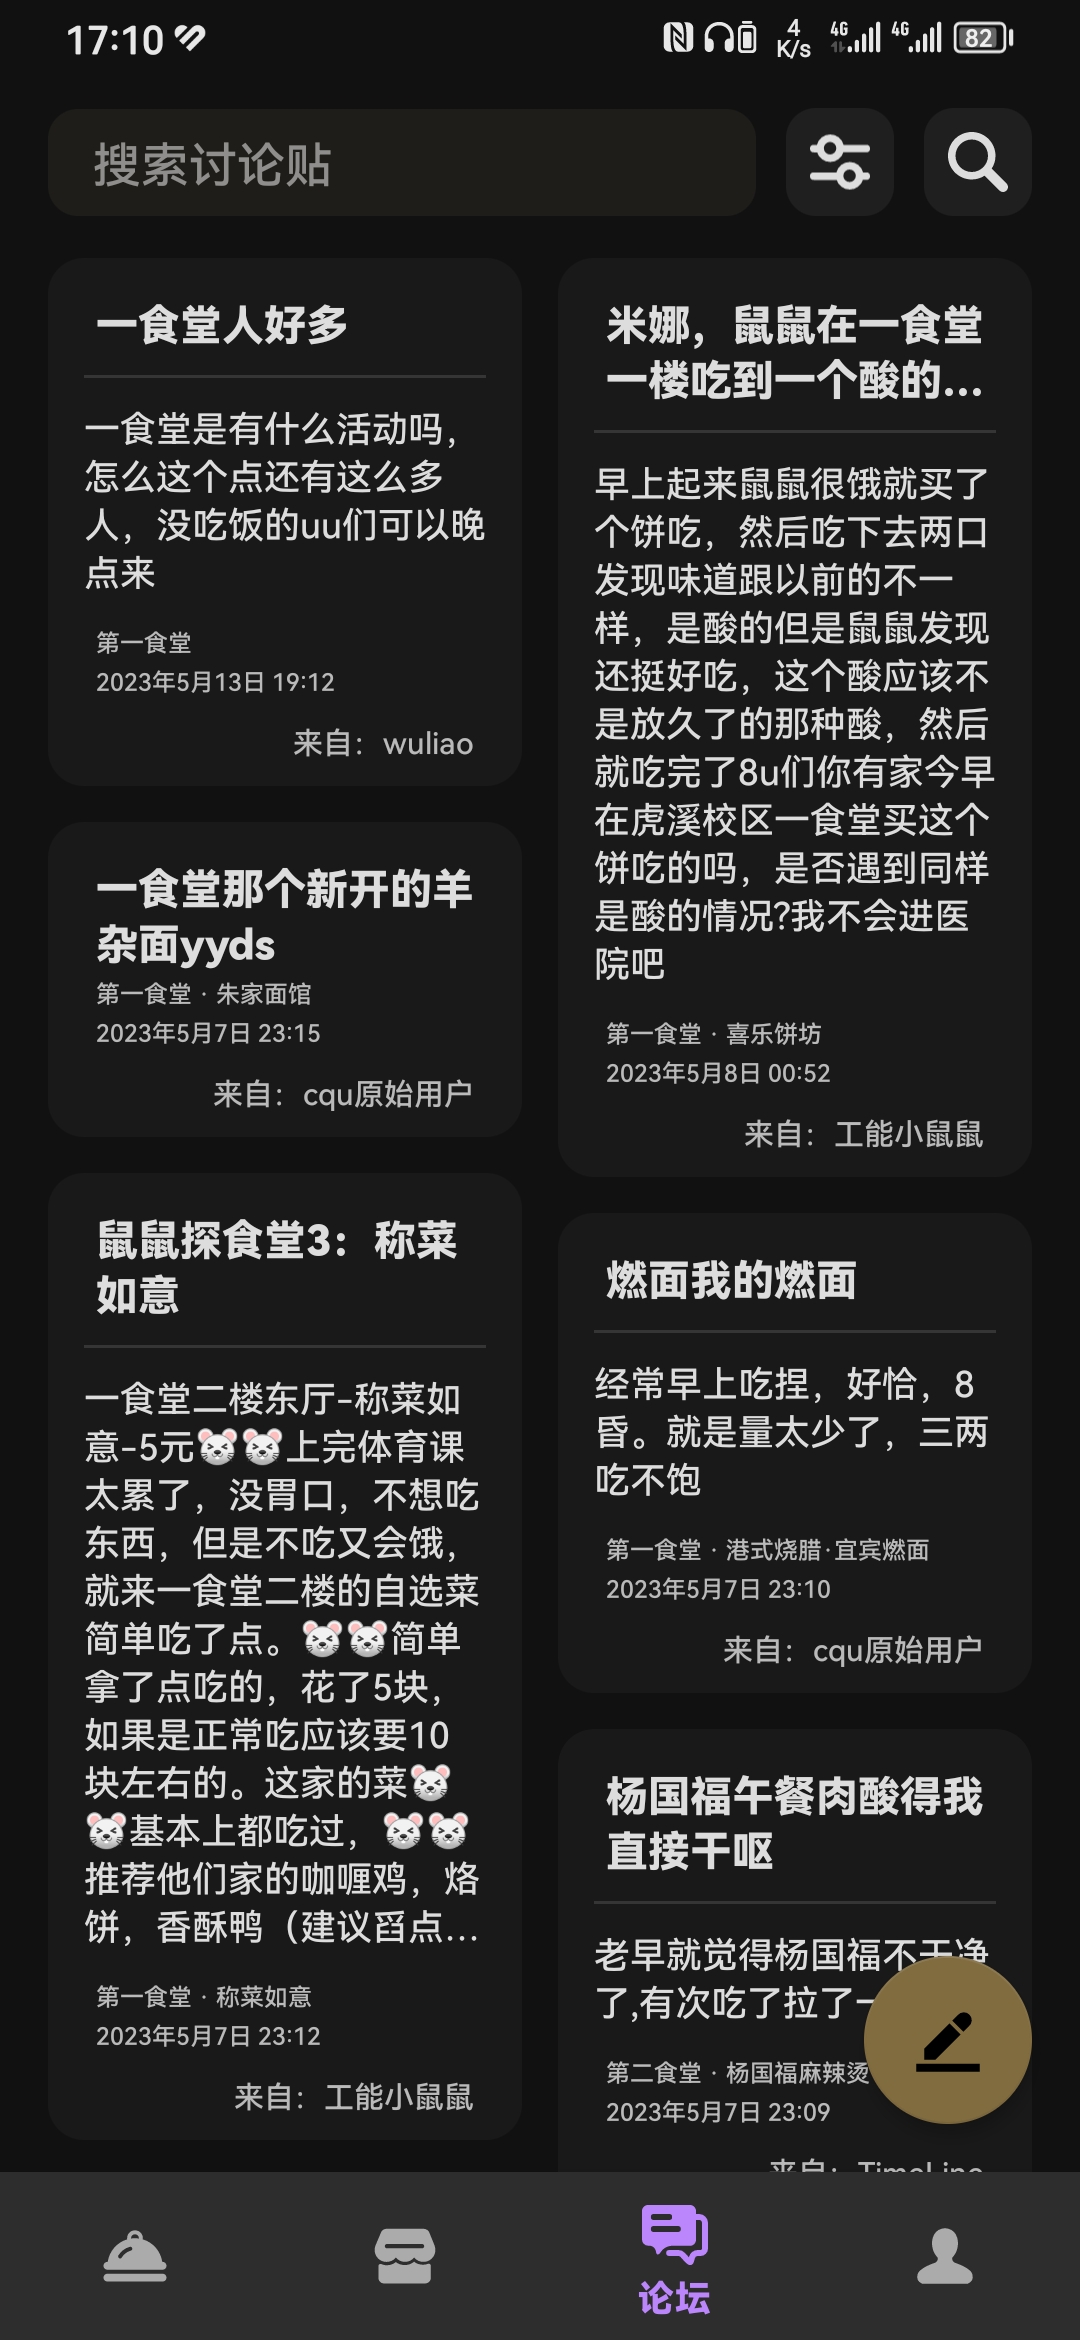 17:10
4
K/s
4G
4G
82
搜索讨论贴
一食堂人好多
一食堂是有什么活动吗，
怎么这个点还有这么多
人，没吃饭的uu们可以晚
点来
第一食堂
2023年5月13日 19:12
来自：wuliao
一食堂那个新开的羊
杂面yyds
第一食堂 · 朱家面馆
2023年5月7日 23:15
来自：cqu原始用户
鼠鼠探食堂3：称菜
如意
一食堂二楼东厅-称菜如
意-5元🐭🐭上完体育课
太累了，没胃口，不想吃
东西，但是不吃又会饿，
就来一食堂二楼的自选菜
简单吃了点。🐭🐭简单
拿了点吃的，花了5块，
如果是正常吃应该要10
块左右的。这家的菜🐭
🐭基本上都吃过，🐭🐭
推荐他们家的咖喱鸡，烙
饼，香酥鸭（建议舀点...
第一食堂 · 称菜如意
2023年5月7日 23:12
来自：工能小鼠鼠
米娜，鼠鼠在一食堂
一楼吃到一个酸的...
早上起来鼠鼠很饿就买了
个饼吃，然后吃下去两口
发现味道跟以前的不一
样，是酸的但是鼠鼠发现
还挺好吃，这个酸应该不
是放久了的那种酸，然后
就吃完了8u们你有家今早
在虎溪校区一食堂买这个
饼吃的吗，是否遇到同样
是酸的情况?我不会进医
院吧
第一食堂 · 喜乐饼坊
2023年5月8日 00:52
来自：工能小鼠鼠
燃面我的燃面
经常早上吃捏，好恰，8
昏。就是量太少了，三两
吃不饱
第一食堂 · 港式烧腊·宜宾燃面
2023年5月7日 23:10
来自：cqu原始用户
杨国福午餐肉酸得我
直接干呕
老早就觉得杨国福不干净
了,有次吃了拉了一
第二食堂 · 杨国福麻辣烫
2023年5月7日 23:09
来自：TimeLine
论坛